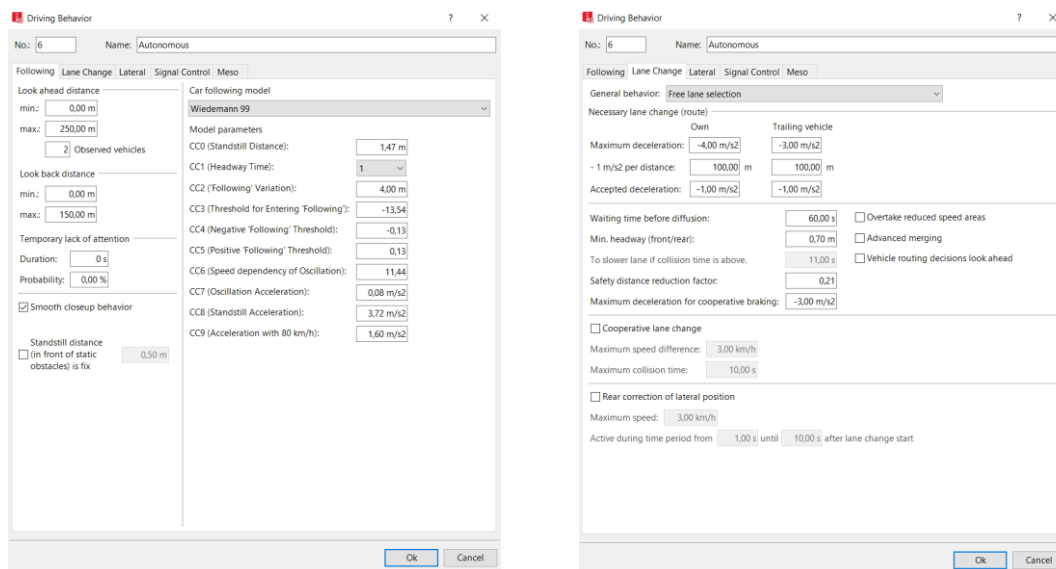 Driving Behavior ? ×
No.: 6 Name: Autonomous
Following Lane Change Lateral Signal Control Meso
Look ahead distance
min.: 0,00 m
max.: 250,00 m
2 Observed vehicles
Look back distance
min.: 0,00 m
max.: 150,00 m
Temporary lack of attention
Duration: 0 s
Probability: 0,00 %
Smooth closeup behavior
Standstill distance
(in front of static
obstacles) is fix
0,50 m
Car following model
Wiedemann 99
Model parameters
CC0 (Standstill Distance): 1,47 m
CC1 (Headway Time): 1
CC2 ('Following' Variation): 4,00 m
CC3 (Threshold for Entering 'Following'): -13,54
CC4 (Negative 'Following' Threshold): -0,13
CC5 (Positive 'Following' Threshold): 0,13
CC6 (Speed dependency of Oscillation): 11,44
CC7 (Oscillation Acceleration): 0,08 m/s2
CC8 (Standstill Acceleration): 3,72 m/s2
CC9 (Acceleration with 80 km/h): 1,60 m/s2
Ok Cancel
Driving Behavior ? ×
No.: 6 Name: Autonomous
Following Lane Change Lateral Signal Control Meso
General behavior: Free lane selection
Necessary lane change (route)
Own Trailing vehicle
Maximum deceleration: -4,00 m/s2 -3,00 m/s2
- 1 m/s2 per distance: 100,00 m 100,00 m
Accepted deceleration: -1,00 m/s2 -1,00 m/s2
Waiting time before diffusion: 60,00 s Overtake reduced speed areas
Min. headway (front/rear): 0,70 m Advanced merging
To slower lane if collision time is above. 11,00 s Vehicle routing decisions look ahead
Safety distance reduction factor: 0,21
Maximum deceleration for cooperative braking: -3,00 m/s2
Cooperative lane change
Maximum speed difference: 3,00 km/h
Maximum collision time: 10,00 s
Rear correction of lateral position
Maximum speed: 3,00 km/h
Active during time period from 1,00 s until 10,00 s after lane change start
Ok Cancel